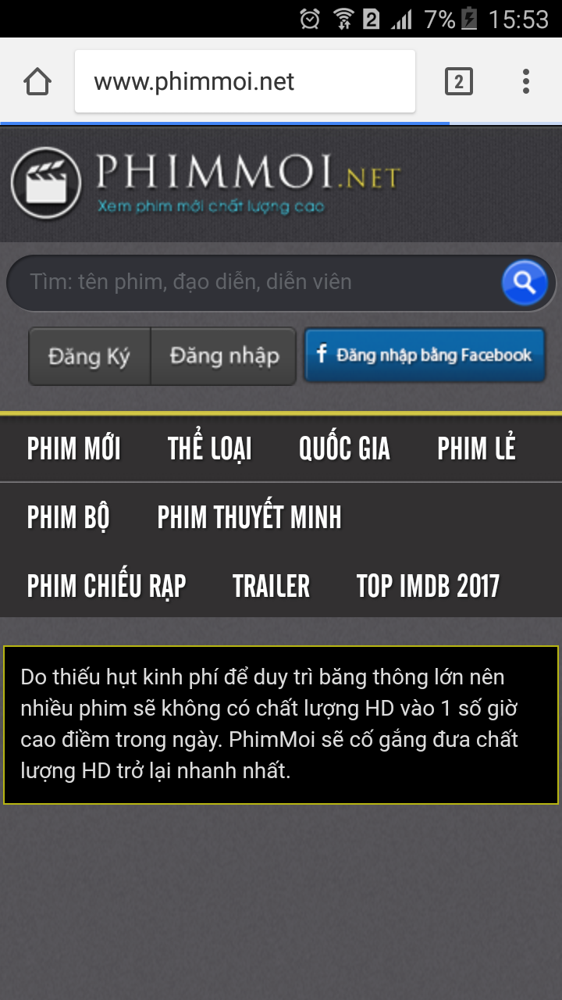 2 7% 15:53
www.phimmoi.net 2
PHIMMOI.NET
Xem phim mới chất lượng cao
Tìm: tên phim, đạo diễn, diễn viên
Đăng Ký Đăng nhập f Đăng nhập bằng Facebook
PHIM MỚI THỂ LOẠI QUỐC GIA PHIM LẺ
PHIM BỘ PHIM THUYẾT MINH
PHIM CHIẾU RẠP TRAILER TOP IMDB 2017
Do thiếu hụt kinh phí để duy trì băng thông lớn nên
nhiều phim sẽ không có chất lượng HD vào 1 số giờ
cao điềm trong ngày. PhimMoi sẽ cố gắng đưa chất
lượng HD trở lại nhanh nhất.